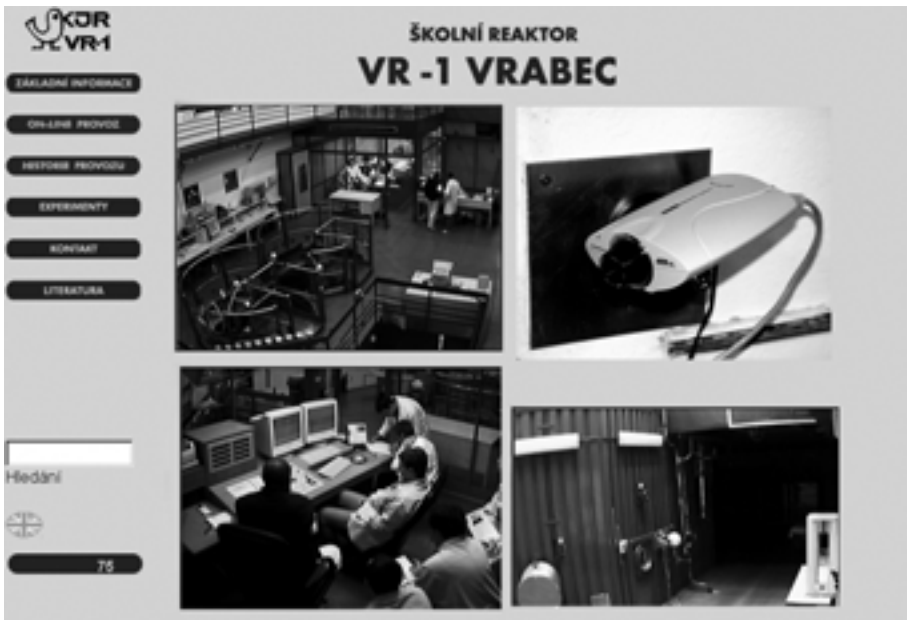 KJR
VR-1
ŠKOLNÍ REAKTOR
VR -1 VRABEC
ZÁKLADNÍ INFORMACE
ON-LINE PROVOZ
HISTORIE PROVOZU
EXPERIMENTY
KONTAKT
LITERATURA
Hledání
75